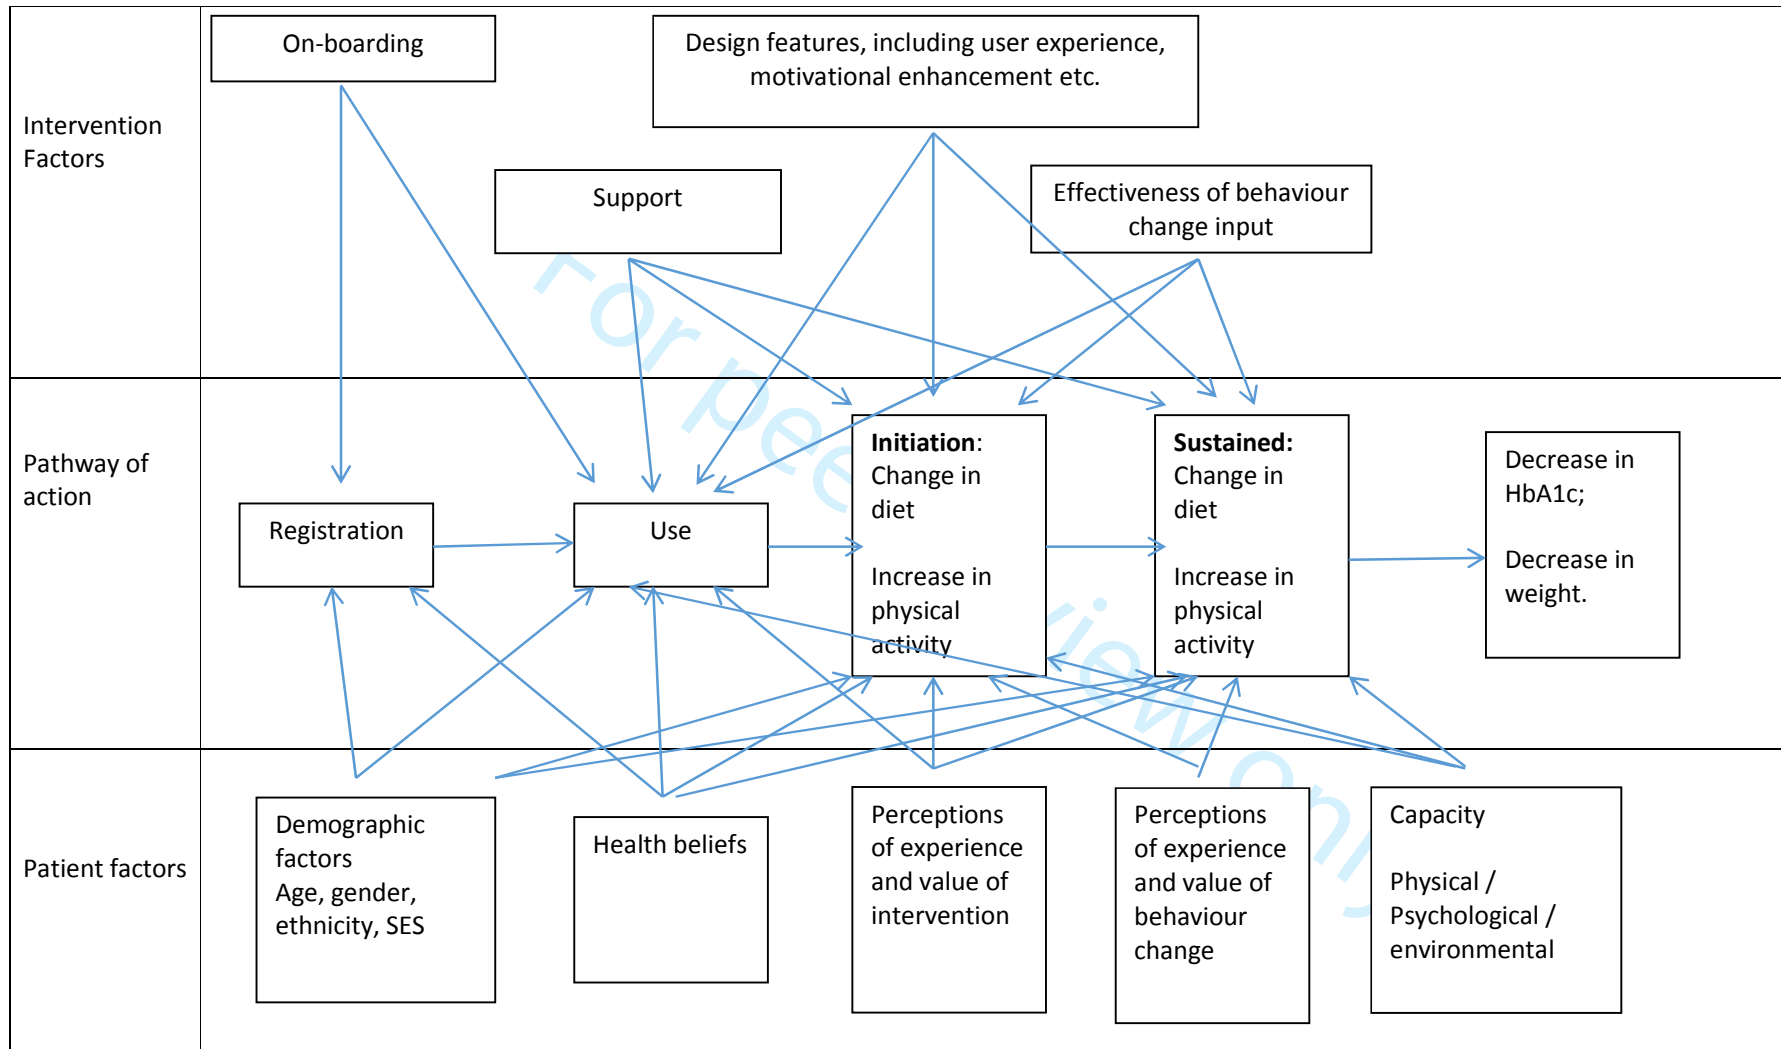 On-boarding
Design features, including user experience,
motivational enhancement etc.
Intervention
Factors
Support
Effectiveness of behaviour
change input
Pathway of
action
Registration
Use
Initiation:
Change in
diet
Increase in
physical
activity
Sustained:
Change in
diet
Increase in
physical
activity
Decrease in
HbA1c;
Decrease in
weight.
Patient factors
Demographic
factors
Age, gender,
ethnicity, SES
Health beliefs
Perceptions
of experience
and value of
intervention
Perceptions
of experience
and value of
behaviour
change
Capacity
Physical /
Psychological /
environmental
For peer review only